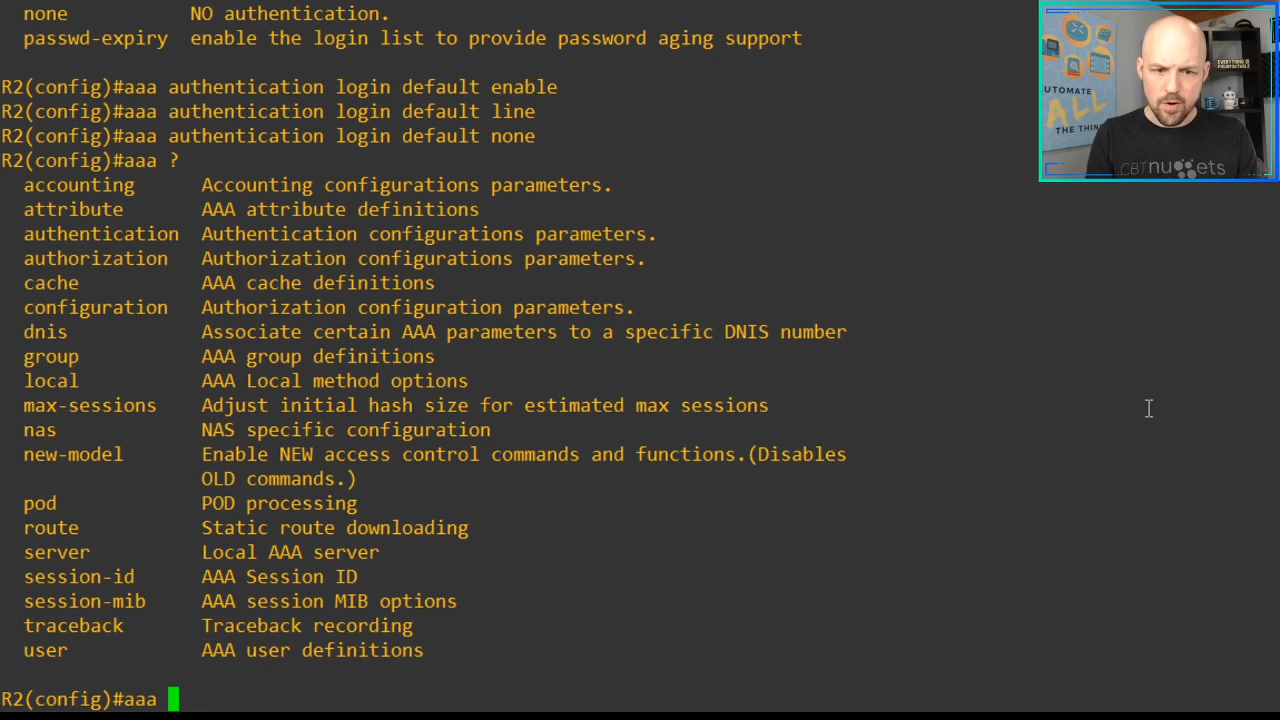 none           NO authentication.
passwd-expiry  enable the login list to provide password aging support
R2(config)#aaa authentication login default enable
R2(config)#aaa authentication login default line
R2(config)#aaa authentication login default none
R2(config)#aaa ?
accounting      Accounting configurations parameters.
attribute       AAA attribute definitions
authentication  Authentication configurations parameters.
authorization   Authorization configurations parameters.
cache           AAA cache definitions
configuration   Authorization configuration parameters.
dnis            Associate certain AAA parameters to a specific DNIS number
group           AAA group definitions
local           AAA Local method options
max-sessions    Adjust initial hash size for estimated max sessions
nas             NAS specific configuration
new-model       Enable NEW access control commands and functions.(Disables
OLD commands.)
pod             POD processing
route           Static route downloading
server          Local AAA server
session-id      AAA Session ID
session-mib     AAA session MIB options
traceback       Traceback recording
user            AAA user definitions
R2(config)#aaa
UTOMATE
ALL
THE THIN
EVERYTHING IS
CBTnuggets